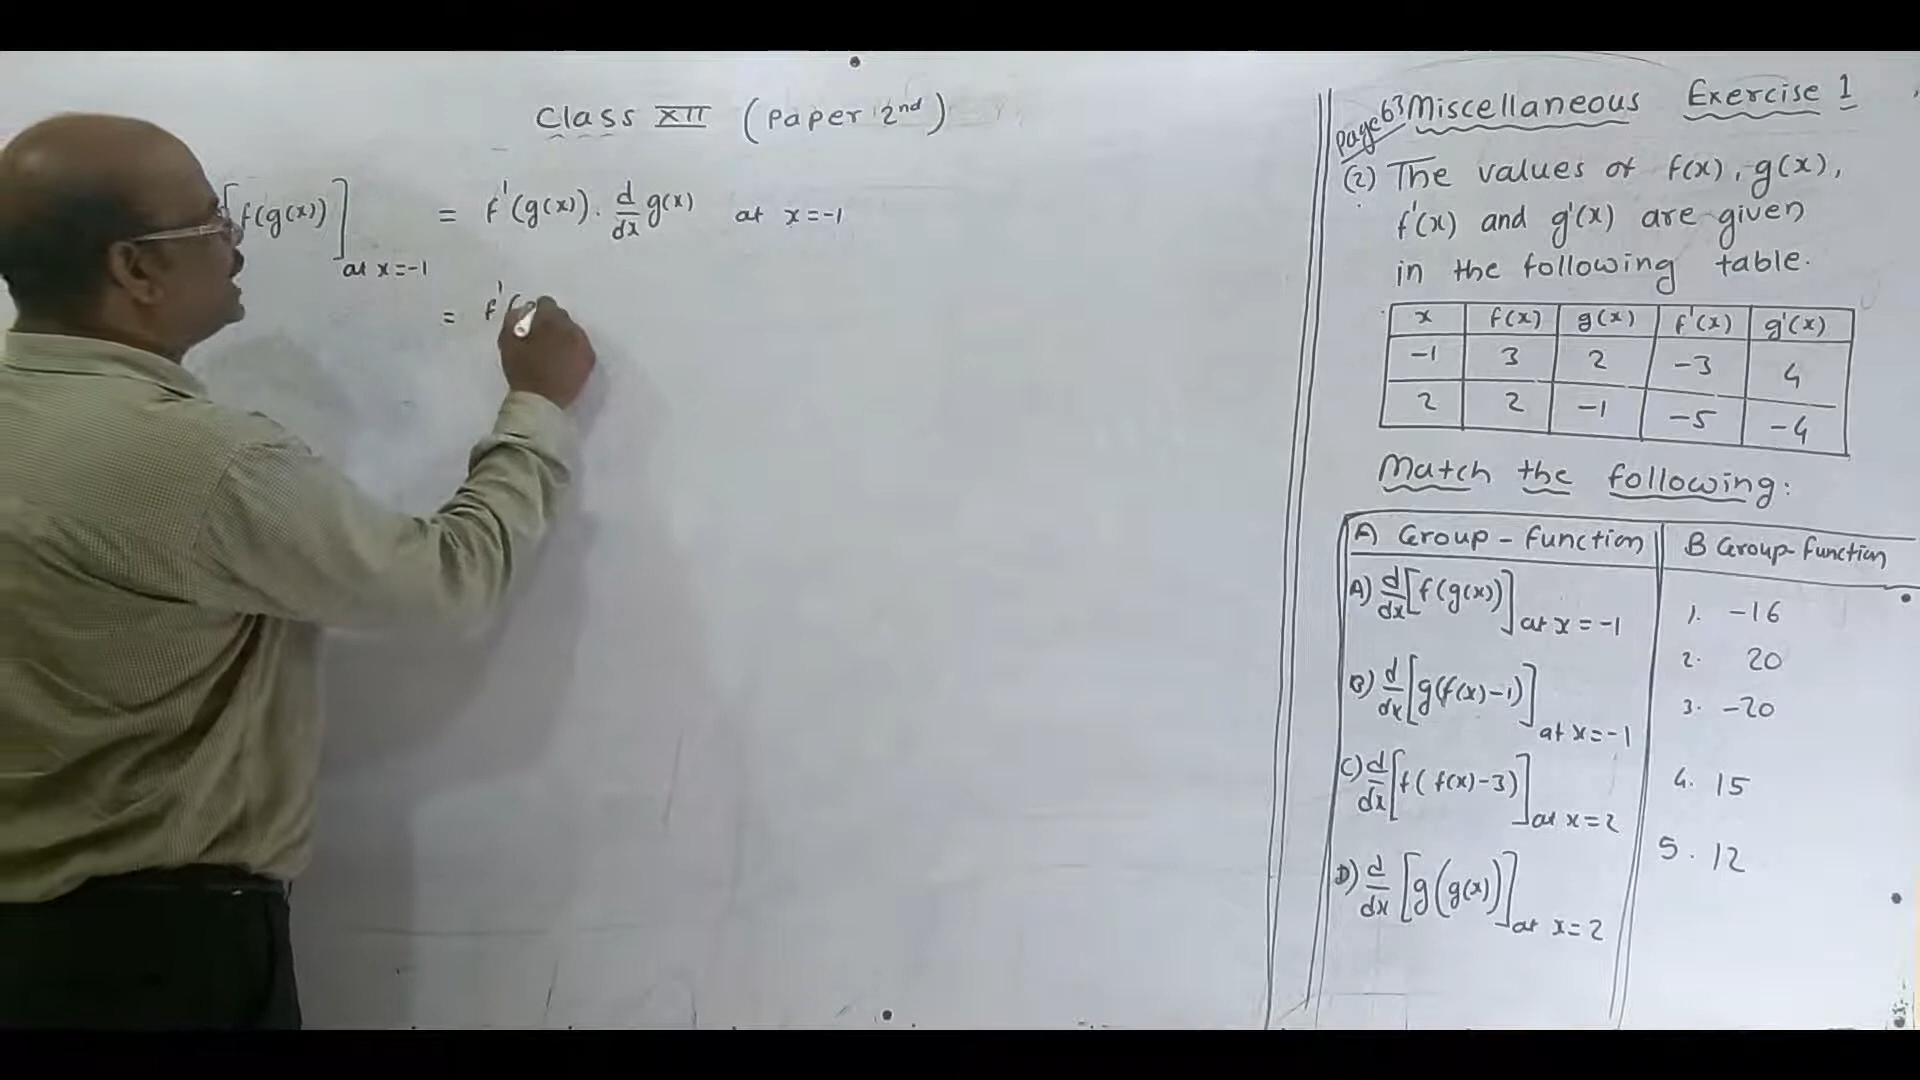 Class XII (Paper 2nd)
[f(g(x))] at x=-1 = f'(g(x)). d/dx g(x) at x=-1
= f'(g
Page 63 Miscellaneous Exercise 1
(2) The values of f(x), g(x),
f'(x) and g'(x) are given
in the following table.
x f(x) g(x) f'(x) g'(x)
-1 3 2 -3 4
2 2 -1 -5 -4
Match the following:
A Group - function B Group-function
A) d/dx [f(g(x))] at x = -1 1. -16
2. 20
B) d/dx [g(f(x)-1)] at x=-1 3. -20
C) d/dx [f(f(x)-3)] at x=2 4. 15
D) d/dx [g(g(x))] at x=2 5. 12